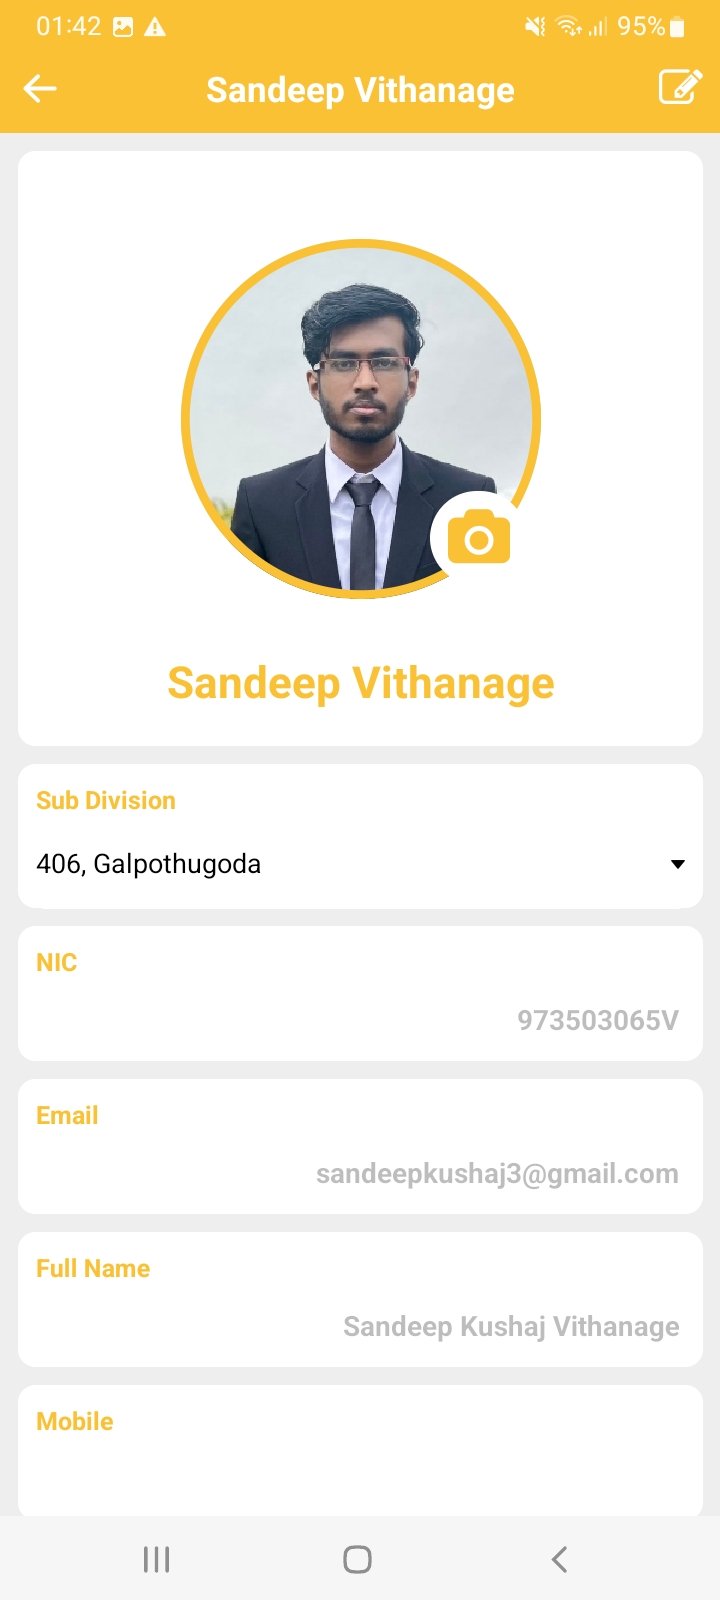 01:42 95%
Sandeep Vithanage
Sandeep Vithanage
Sub Division
406, Galpothugoda
NIC
973503065V
Email
sandeepkushaj3@gmail.com
Full Name
Sandeep Kushaj Vithanage
Mobile